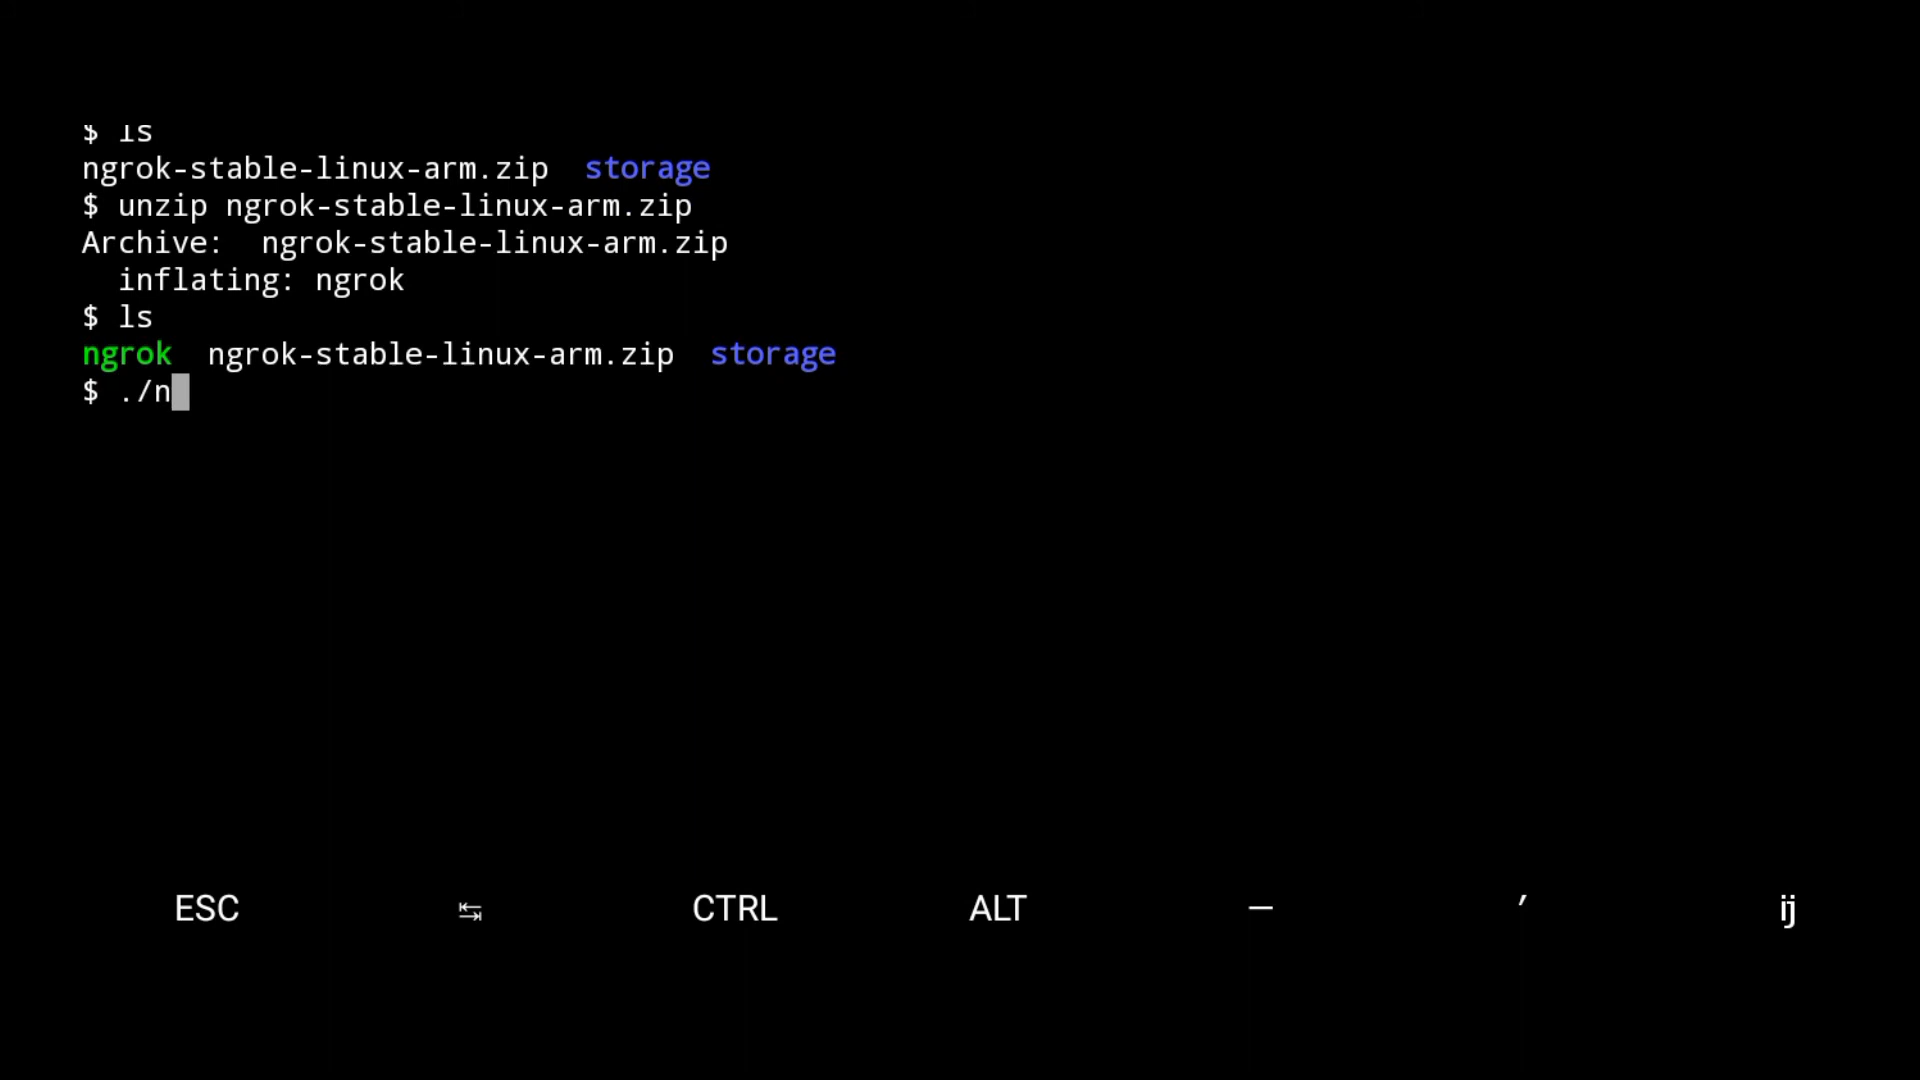 $ ls
ngrok-stable-linux-arm.zip  storage
$ unzip ngrok-stable-linux-arm.zip
Archive:  ngrok-stable-linux-arm.zip
  inflating: ngrok
$ ls
ngrok  ngrok-stable-linux-arm.zip  storage
$ ./n
ESC ↹ CTRL ALT — ′ ij